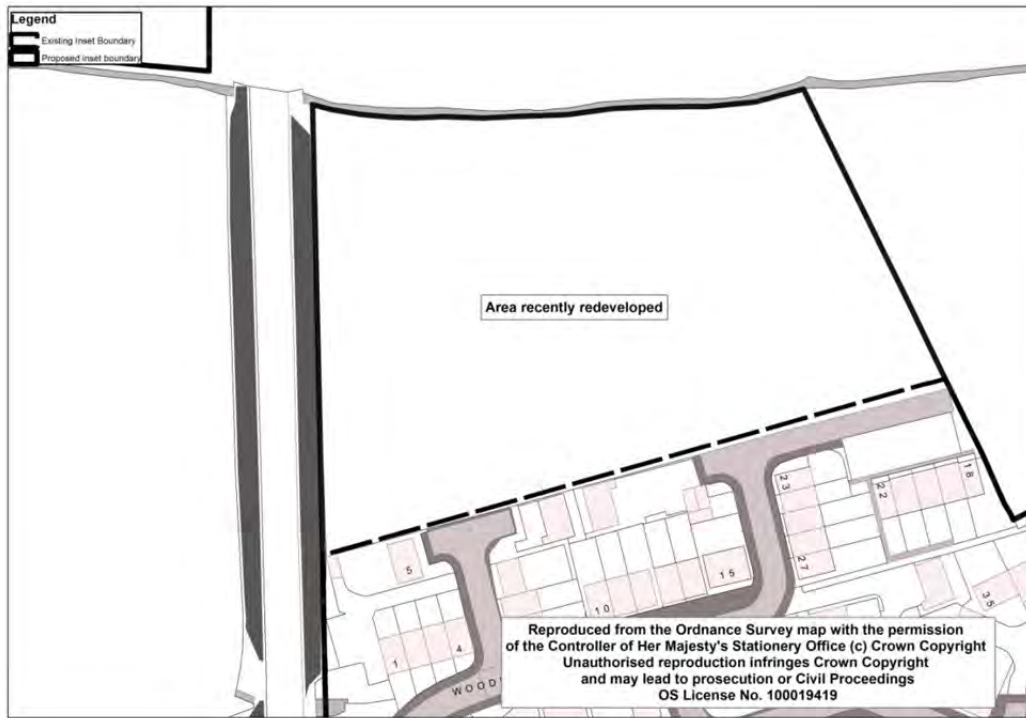 Legend
Existing Inset Boundary
Proposed inset boundary
Area recently redeveloped
5
1
4
10
15
23
27
22
18
35
Reproduced from the Ordnance Survey map with the permission
of the Controller of Her Majesty's Stationery Office (c) Crown Copyright
Unauthorised reproduction infringes Crown Copyright
and may lead to prosecution or Civil Proceedings
OS License No. 100019419